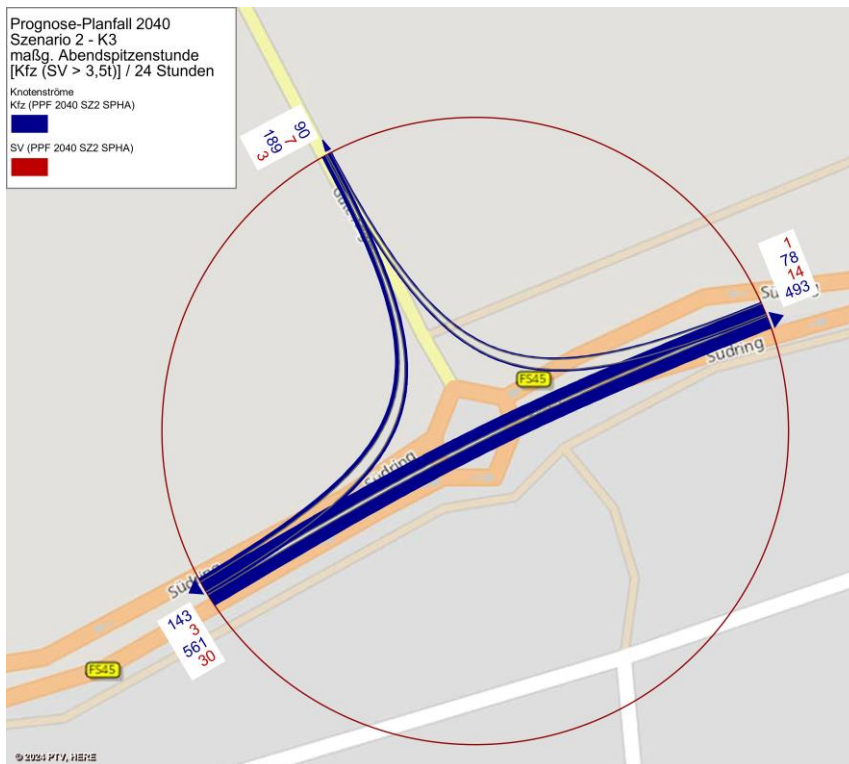 Prognose-Planfall 2040
Szenario 2 - K3
maßg. Abendspitzenstunde
[Kfz (SV > 3,5t)] / 24 Stunden
Knotenströme
Kfz (PPF 2040 SZ2 SPHA)
SV (PPF 2040 SZ2 SPHA)
90
7
189
3
1
78
14
493
Südring
Südring
FS45
Südring
Südring
143
3
561
30
FS45
© 2024 PTV, HERE